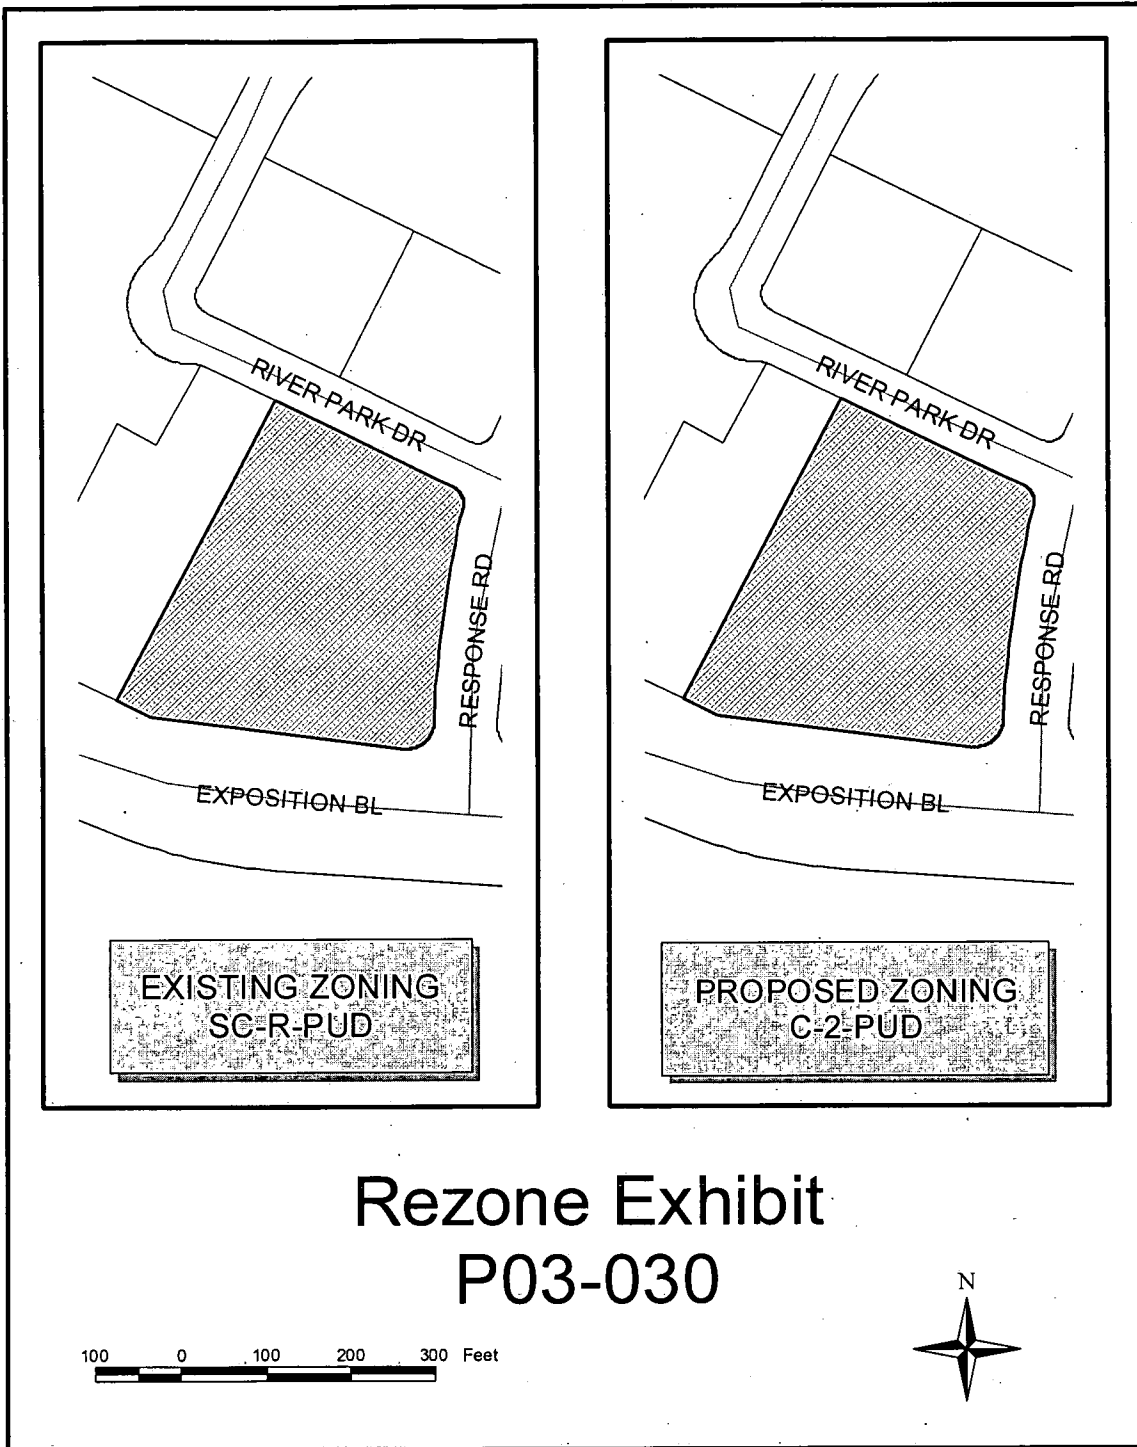 RIVER PARK DR
RESPONSE RD
EXPOSITION BL
EXISTING ZONING
SC-R-PUD
RIVER PARK DR
RESPONSE RD
EXPOSITION BL
PROPOSED ZONING
C-2-PUD
Rezone Exhibit
P03-030
N
100 0 100 200 300 Feet